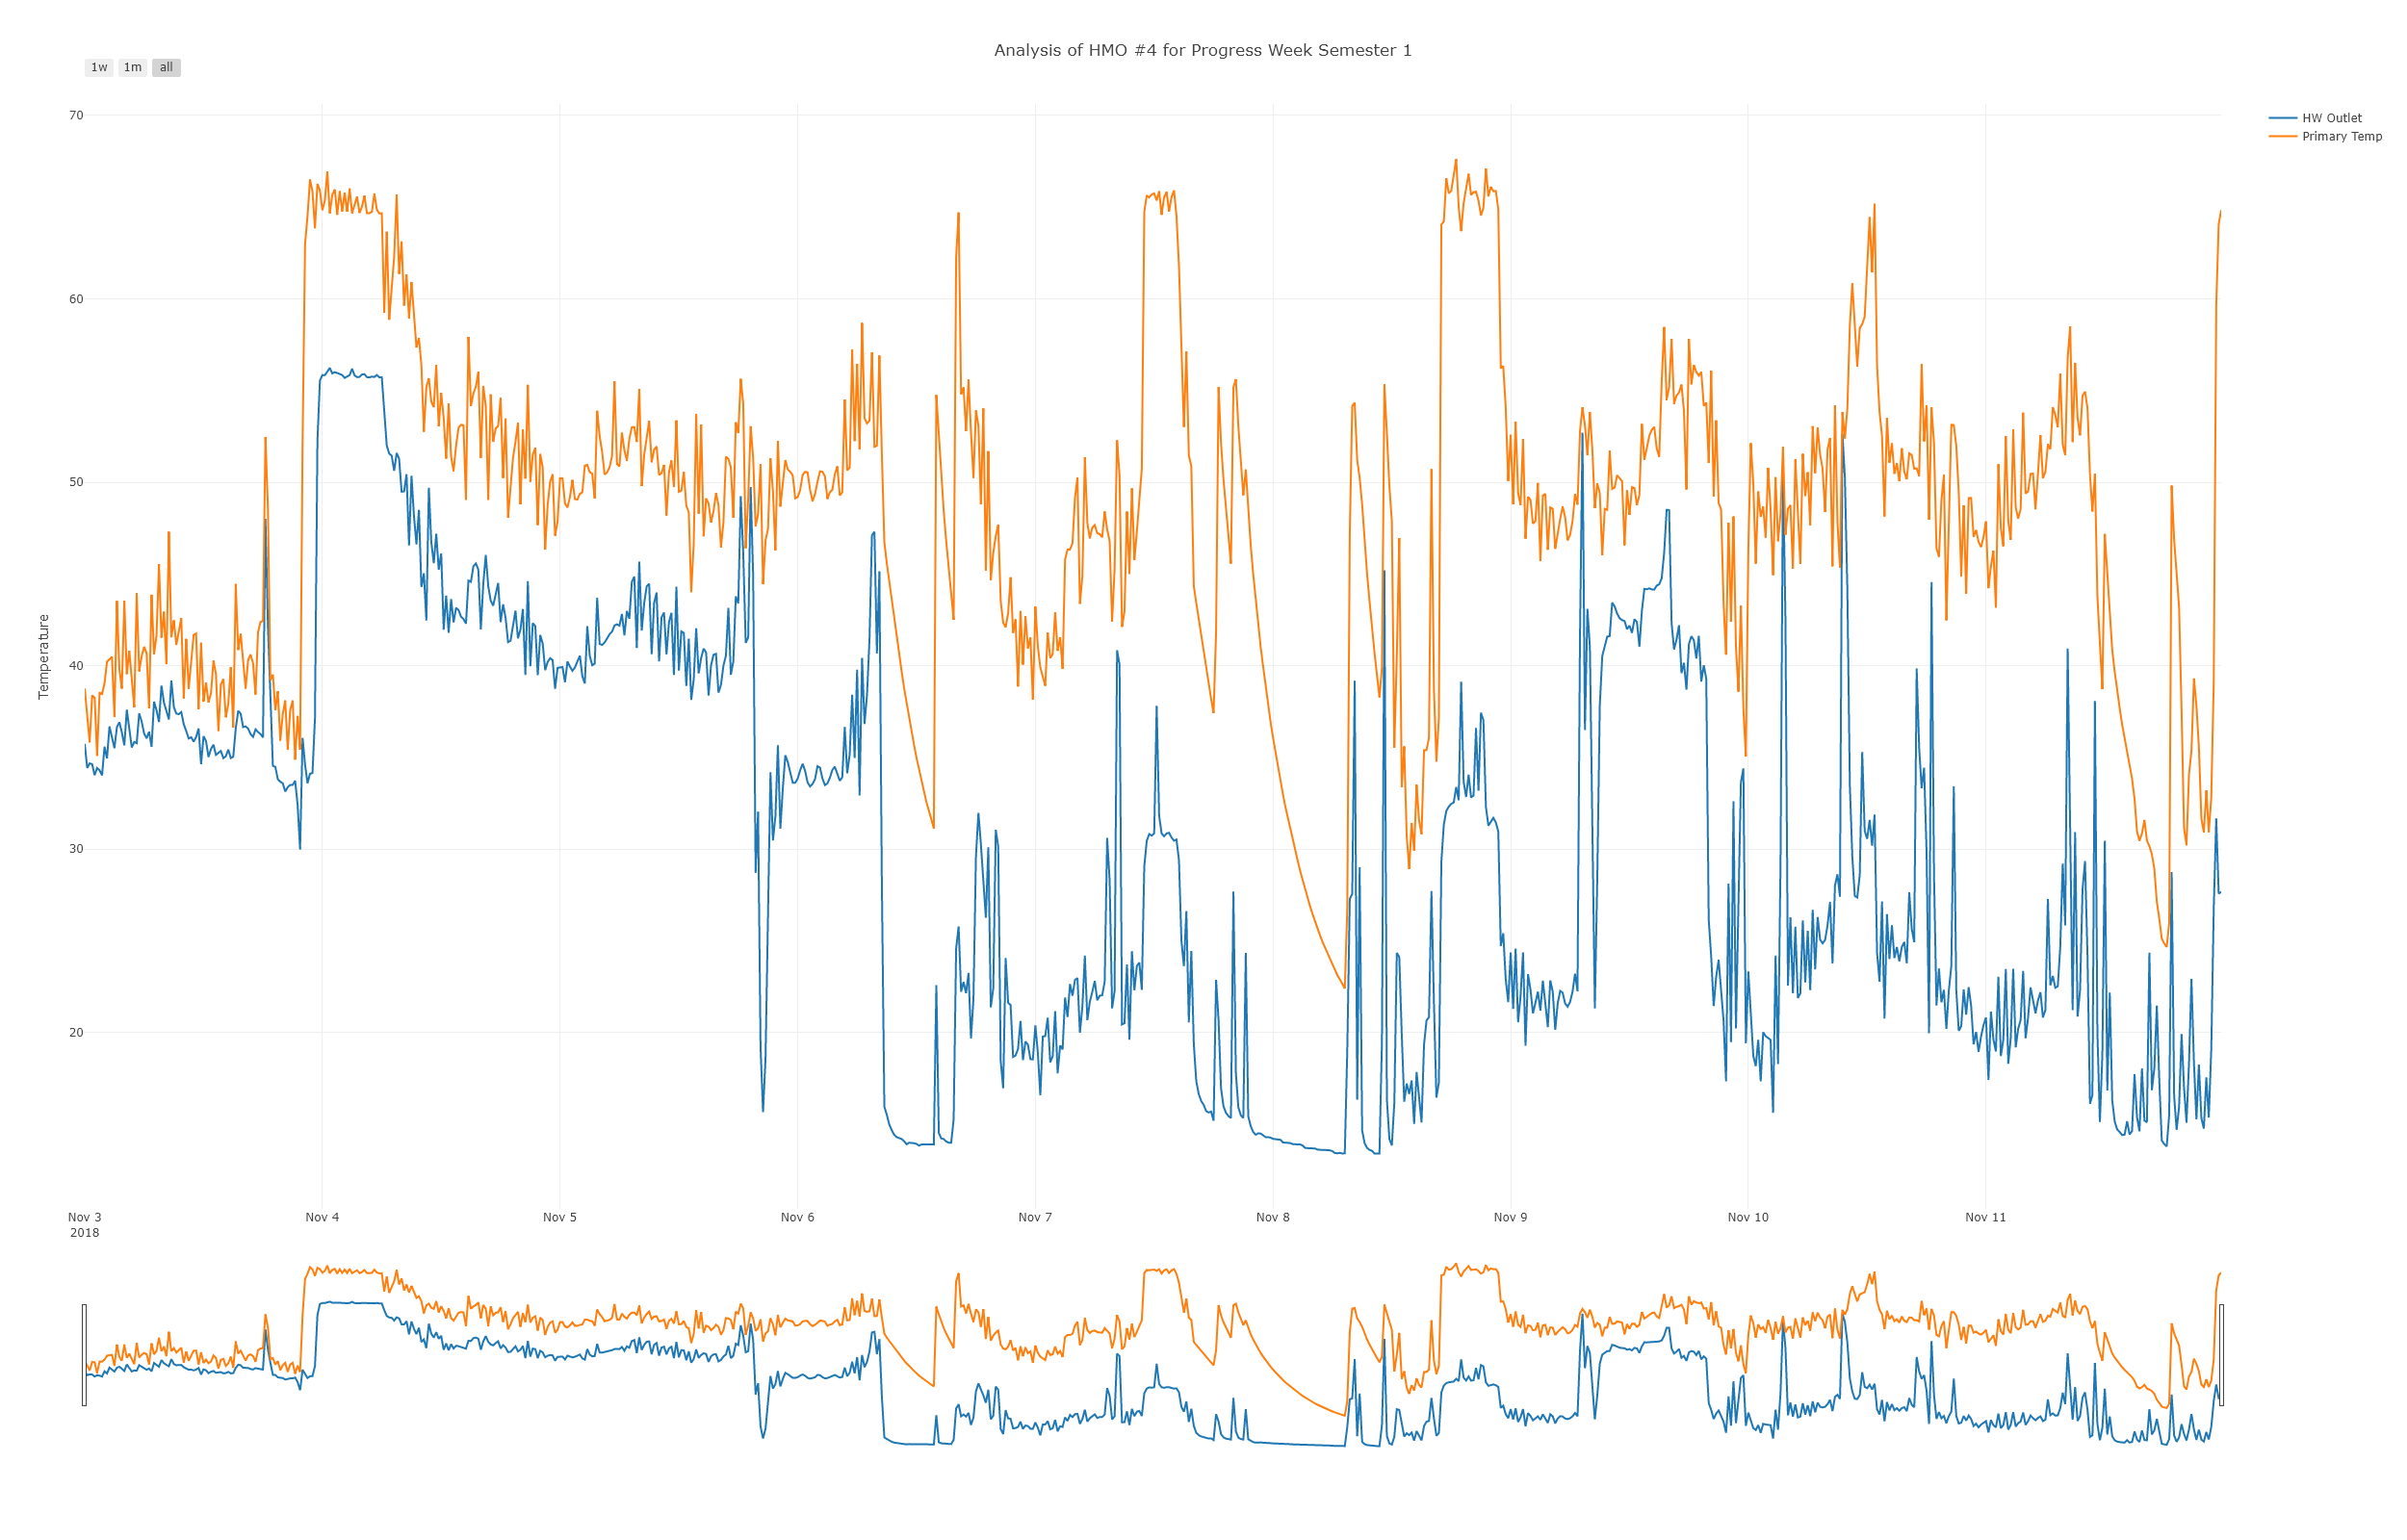 Analysis of HMO #4 for Progress Week Semester 1
1w 1m all
HW Outlet
Primary Temp
Temperature
70
60
50
40
30
20
Nov 3 Nov 4 Nov 5 Nov 6 Nov 7 Nov 8 Nov 9 Nov 10 Nov 11
2018